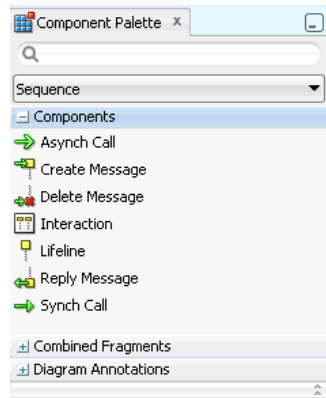 Component Palette
Sequence
Components
Asynch Call
Create Message
Delete Message
Interaction
Lifeline
Reply Message
Synch Call
Combined Fragments
Diagram Annotations